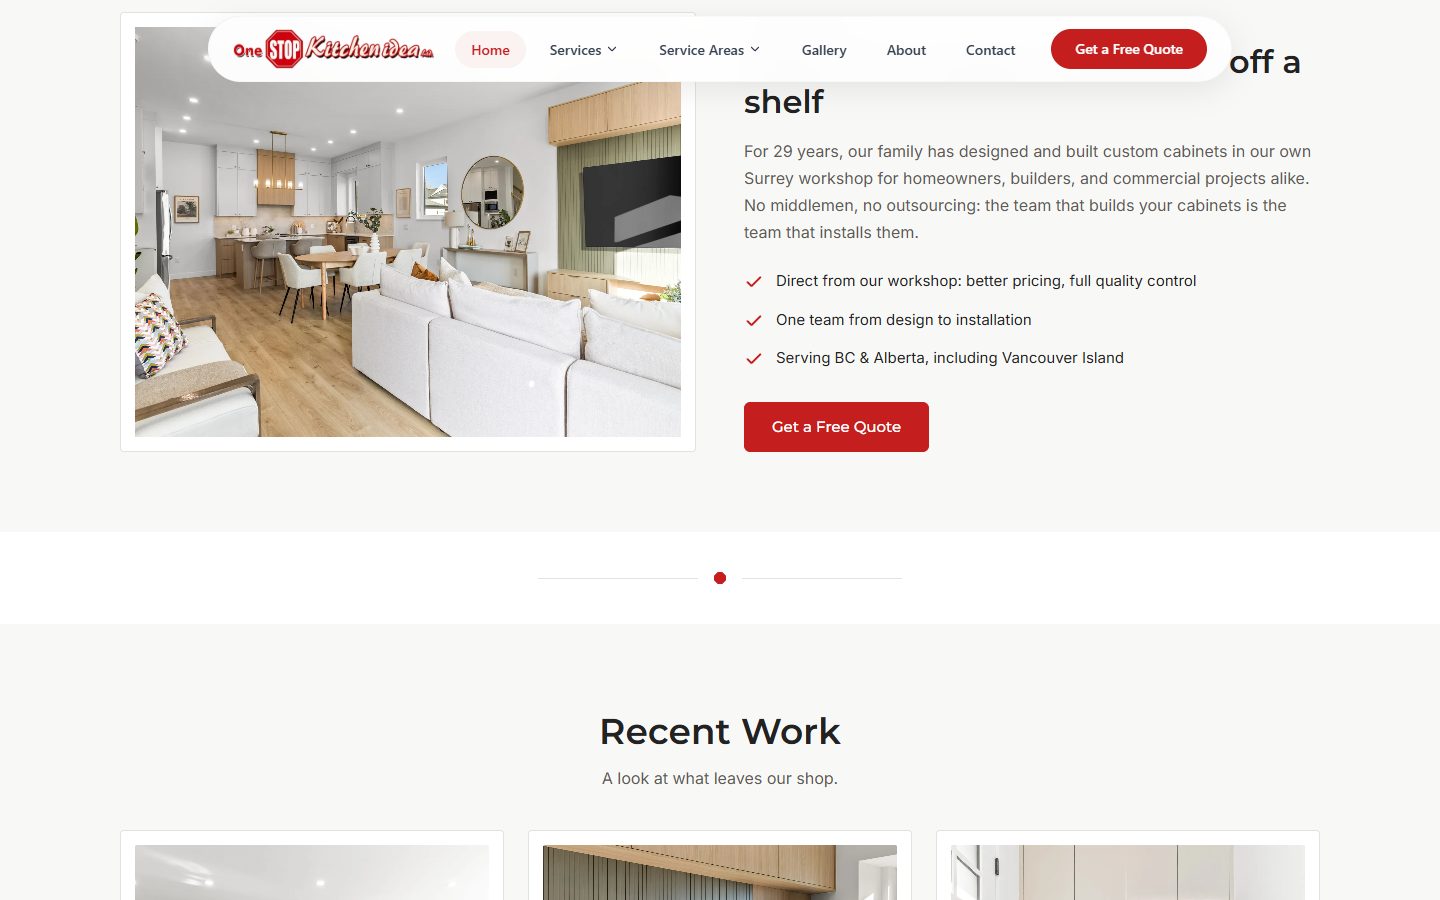 One STOP Kitchen idea Ltd.
Home
Services
Service Areas
Gallery
About
Contact
Get a Free Quote
off a
shelf
For 29 years, our family has designed and built custom cabinets in our own
Surrey workshop for homeowners, builders, and commercial projects alike.
No middlemen, no outsourcing: the team that builds your cabinets is the
team that installs them.
Direct from our workshop: better pricing, full quality control
One team from design to installation
Serving BC & Alberta, including Vancouver Island
Get a Free Quote
Recent Work
A look at what leaves our shop.